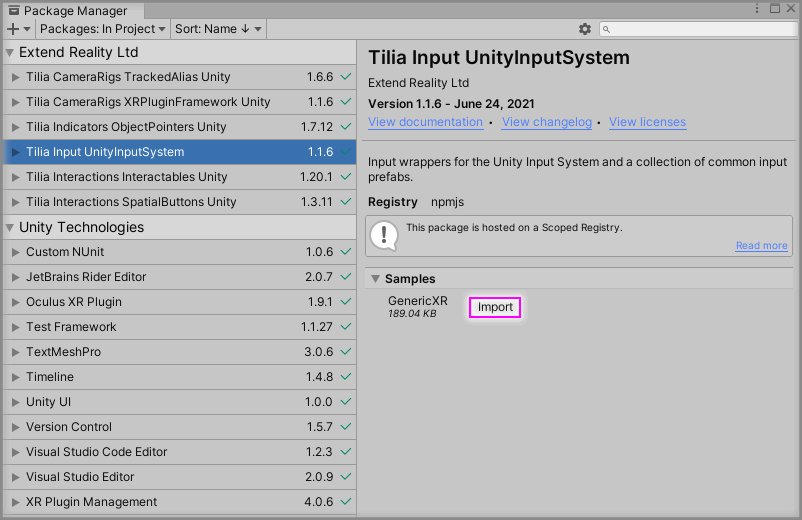 Package Manager
Packages: In Project
Sort: Name ↓
Extend Reality Ltd
Tilia CameraRigs TrackedAlias Unity 1.6.6
Tilia CameraRigs XRPluginFramework Unity 1.1.6
Tilia Indicators ObjectPointers Unity 1.7.12
Tilia Input UnityInputSystem 1.1.6
Tilia Interactions Interactables Unity 1.20.1
Tilia Interactions SpatialButtons Unity 1.3.11
Unity Technologies
Custom NUnit 1.0.6
JetBrains Rider Editor 2.0.7
Oculus XR Plugin 1.9.1
Test Framework 1.1.27
TextMeshPro 3.0.6
Timeline 1.4.8
Unity UI 1.0.0
Version Control 1.5.7
Visual Studio Code Editor 1.2.3
Visual Studio Editor 2.0.9
XR Plugin Management 4.0.6
Tilia Input UnityInputSystem
Extend Reality Ltd
Version 1.1.6 - June 24, 2021
View documentation • View changelog • View licenses
Input wrappers for the Unity Input System and a collection of common input
prefabs.
Registry npmjs
This package is hosted on a Scoped Registry.
Read more
Samples
GenericXR Import
189.04 KB